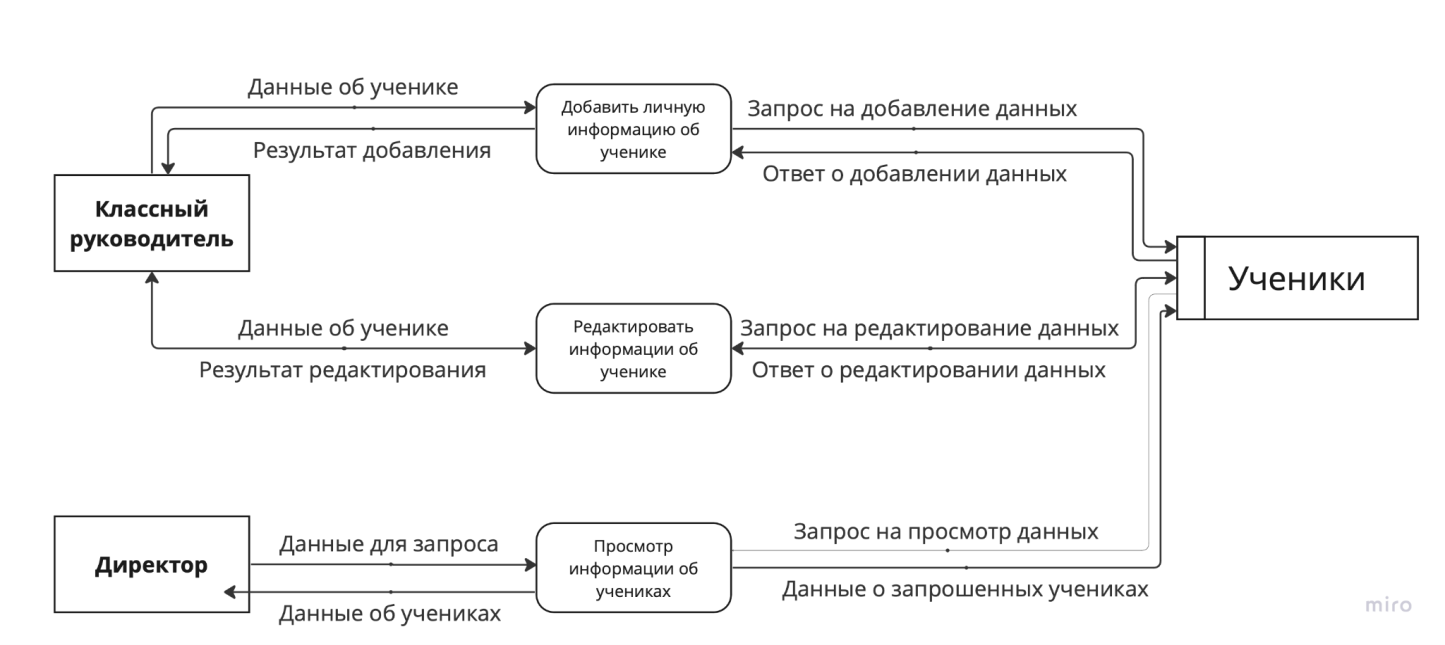 Данные об ученике
Добавить личную
информацию об
ученике
Запрос на добавление данных
Результат добавления
Ответ о добавлении данных
Классный
руководитель
Ученики
Данные об ученике
Редактировать
информации об
ученике
Запрос на редактирование данных
Результат редактирования
Ответ о редактировании данных
Директор
Данные для запроса
Просмотр
информации об
учениках
Запрос на просмотр данных
Данные об учениках
Данные о запрошенных учениках
miro